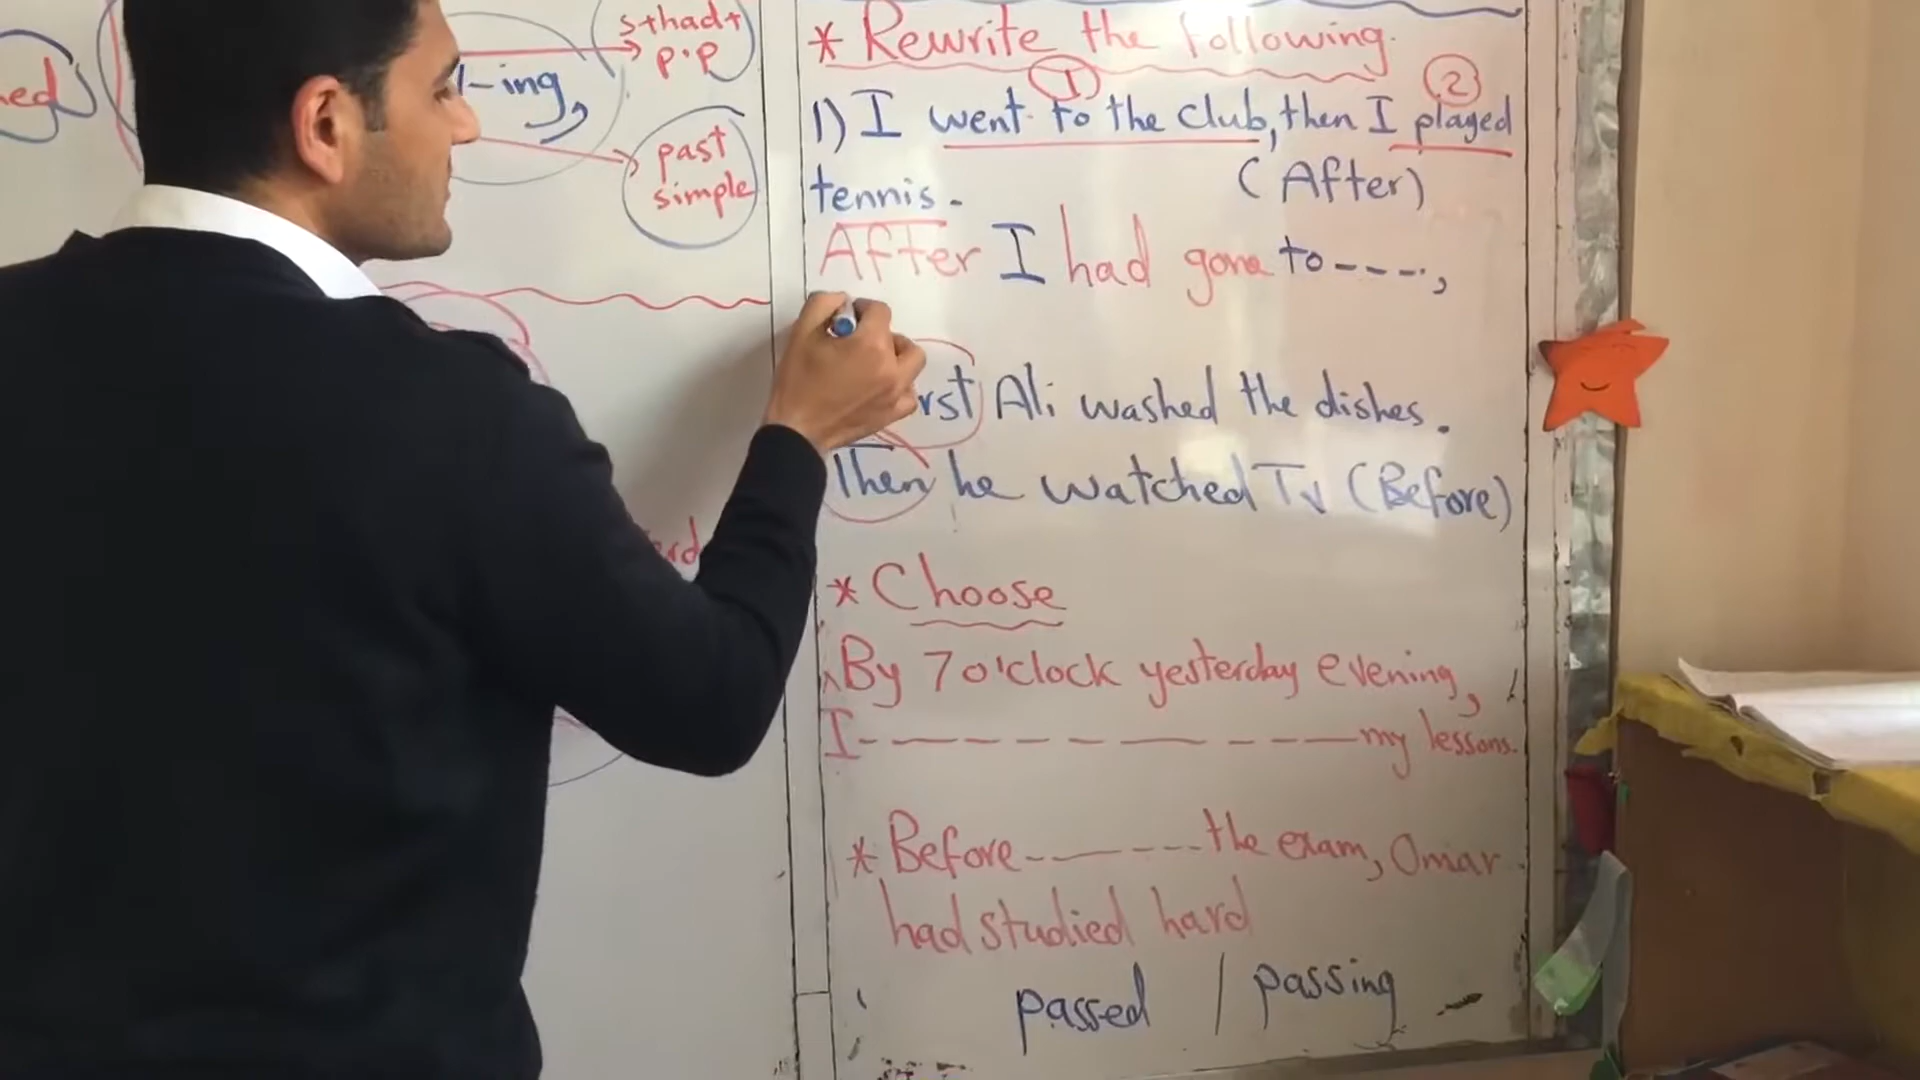 s+had+
p.p
-ing,
past
simple
* Rewrite the following.
1
2
1) I went to the club, then I played
tennis.
(After)
After I had gone to ----,
rst Ali washed the dishes.
Then he watched TV (Before)
* Choose
By 7 o'clock yesterday evening,
I - - - - - - - - - my lessons.
* Before - - - - - the exam, Omar
had studied hard
passed / passing